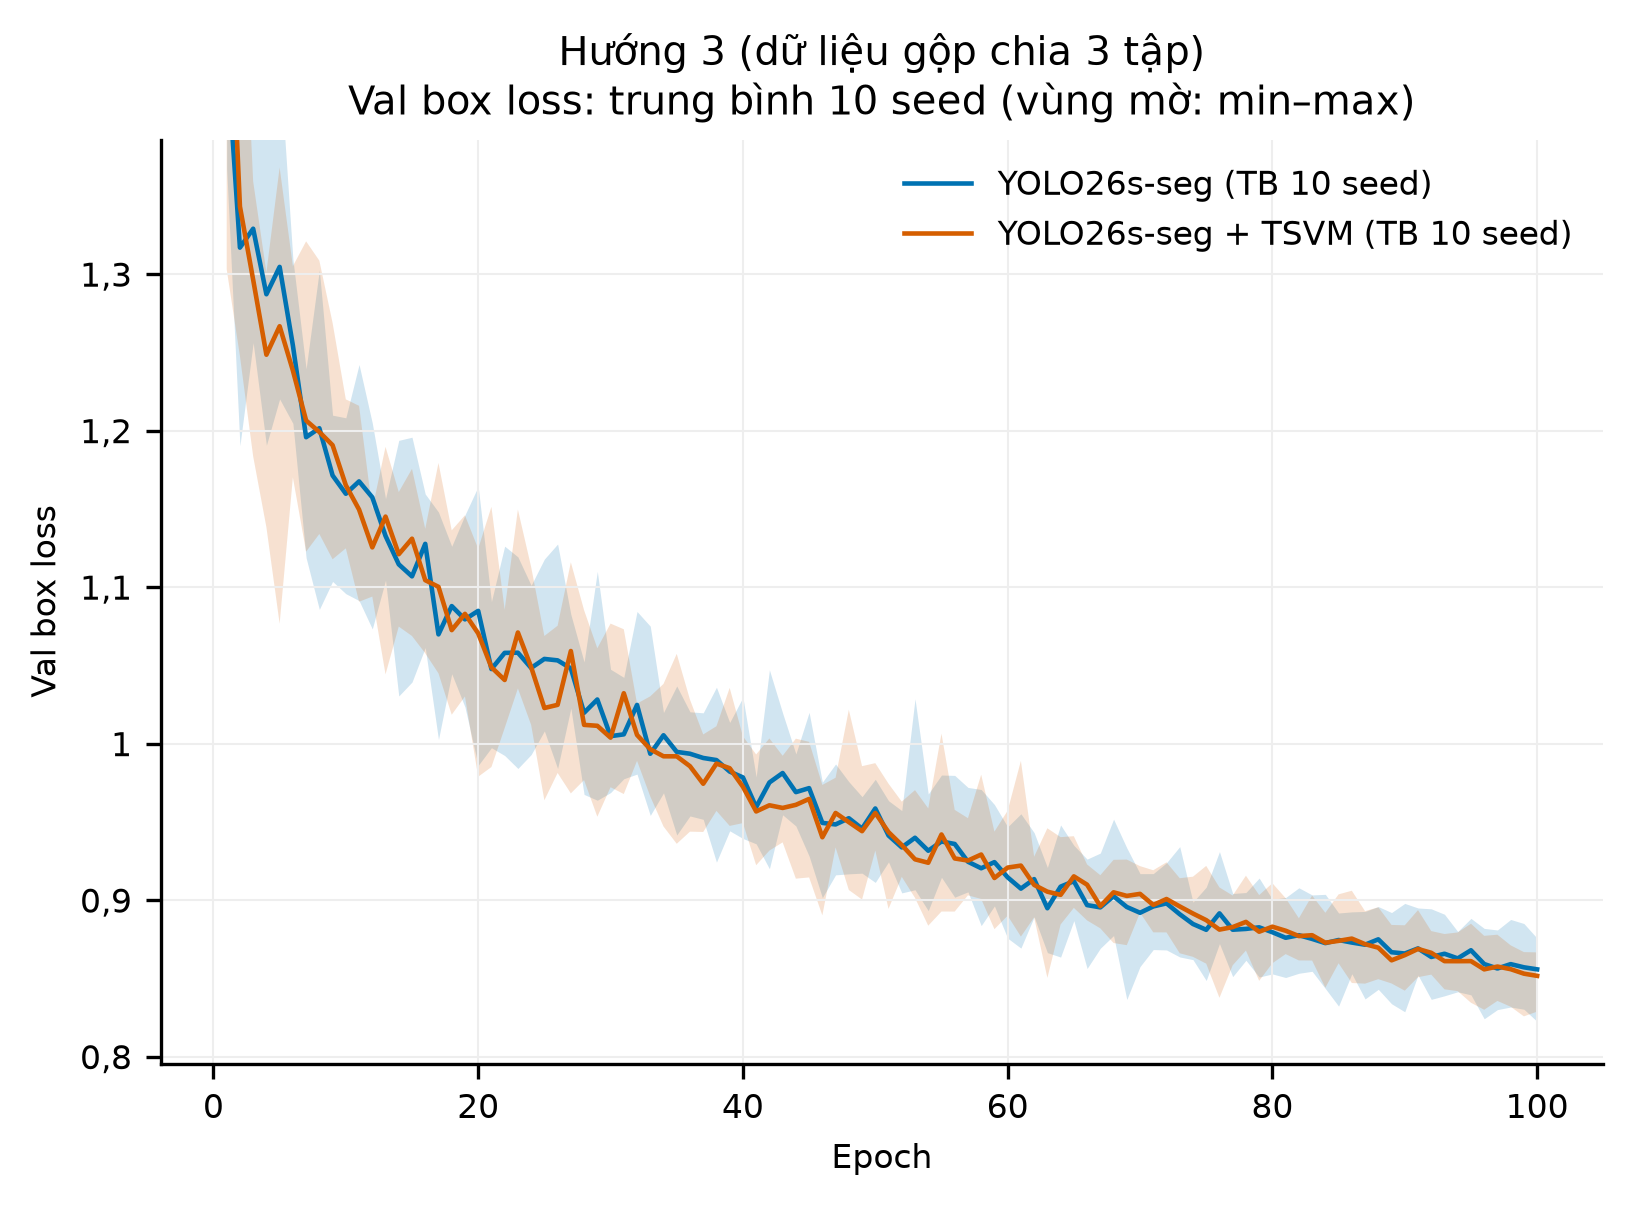 Hướng 3 (dữ liệu gộp chia 3 tập)
Val box loss: trung bình 10 seed (vùng mờ: min–max)
YOLO26s-seg (TB 10 seed)
YOLO26s-seg + TSVM (TB 10 seed)
Val box loss
1,3
1,2
1,1
1
0,9
0,8
0 20 40 60 80 100
Epoch